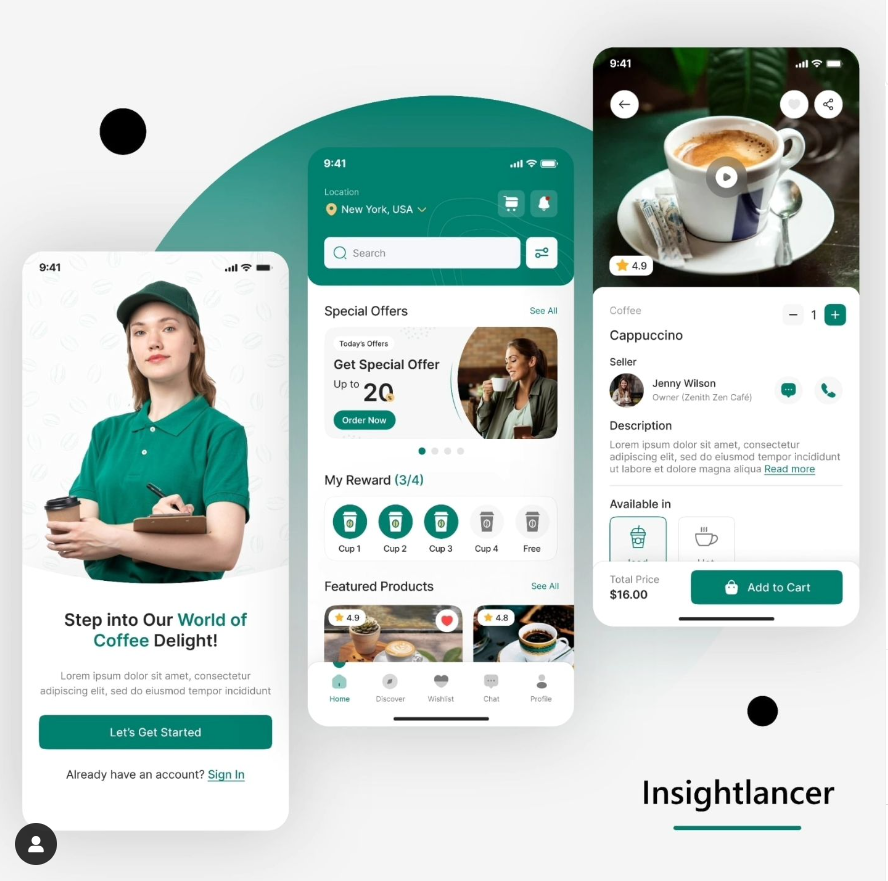 9:41
Step into Our World of
Coffee Delight!
Lorem ipsum dolor sit amet, consectetur
adipiscing elit, sed do eiusmod tempor incididunt
Let's Get Started
Already have an account? Sign In
9:41
Location
New York, USA
Search
Special Offers See All
Today's Offers
Get Special Offer
Up to 20
Order Now
My Reward (3/4)
Cup 1 Cup 2 Cup 3 Cup 4 Free
Featured Products See All
4.9 4.8
Home Discover Wishlist Chat Profile
9:41
4.9
Coffee
− 1 +
Cappuccino
Seller
Jenny Wilson
Owner (Zenith Zen Café)
Description
Lorem ipsum dolor sit amet, consectetur
adipiscing elit, sed do eiusmod tempor incididunt
ut labore et dolore magna aliqua Read more
Available in
Total Price
$16.00
Add to Cart
Insightlancer